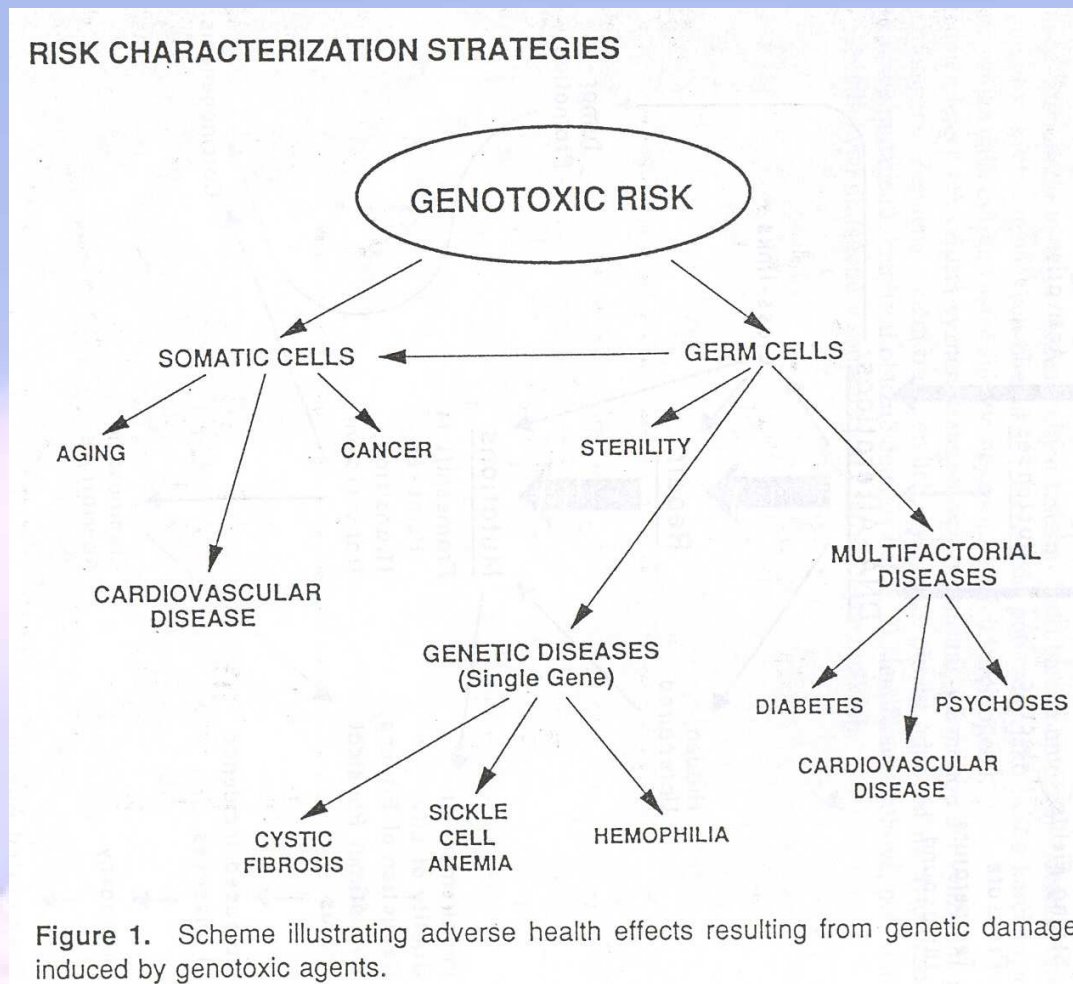 RISK CHARACTERIZATION STRATEGIES
GENOTOXIC RISK
SOMATIC CELLS
GERM CELLS
AGING
CANCER
STERILITY
CARDIOVASCULAR
DISEASE
MULTIFACTORIAL
DISEASES
GENETIC DISEASES
(Single Gene)
DIABETES
PSYCHOSES
CARDIOVASCULAR
DISEASE
CYSTIC
FIBROSIS
SICKLE
CELL
ANEMIA
HEMOPHILIA
Figure 1. Scheme illustrating adverse health effects resulting from genetic damage
induced by genotoxic agents.